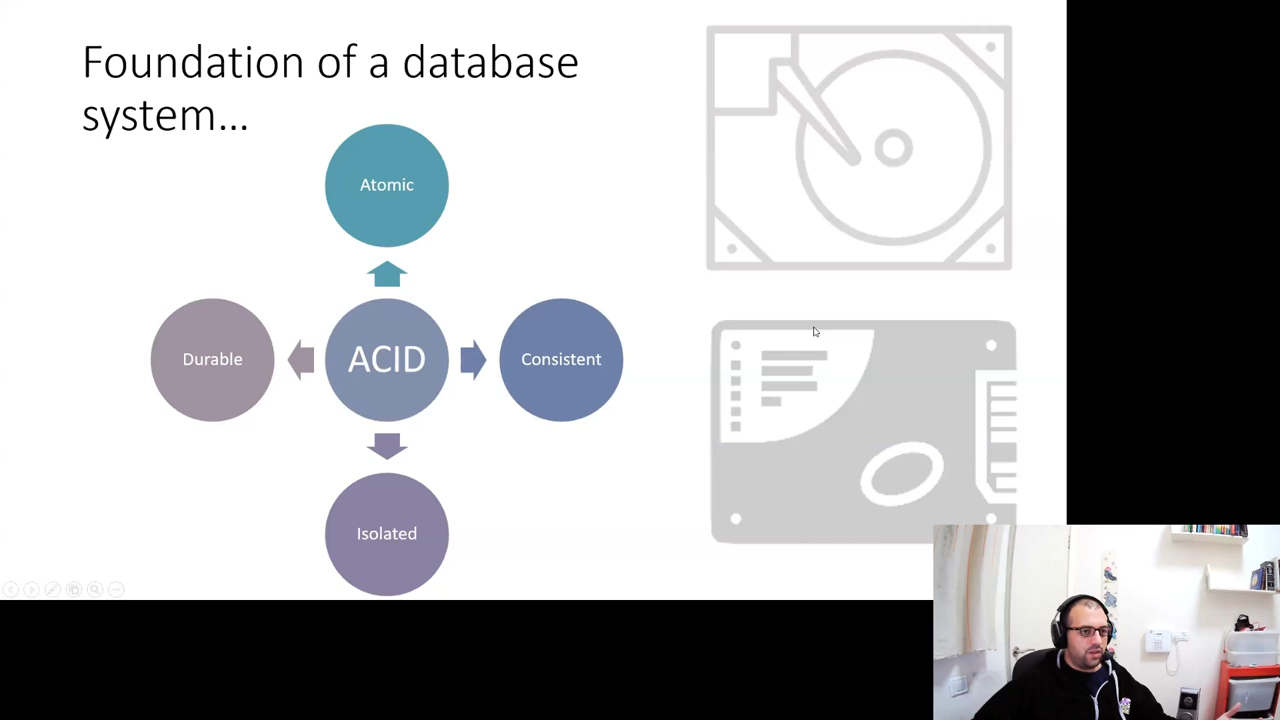 Foundation of a database
system...
Atomic
Durable
ACID
Consistent
Isolated